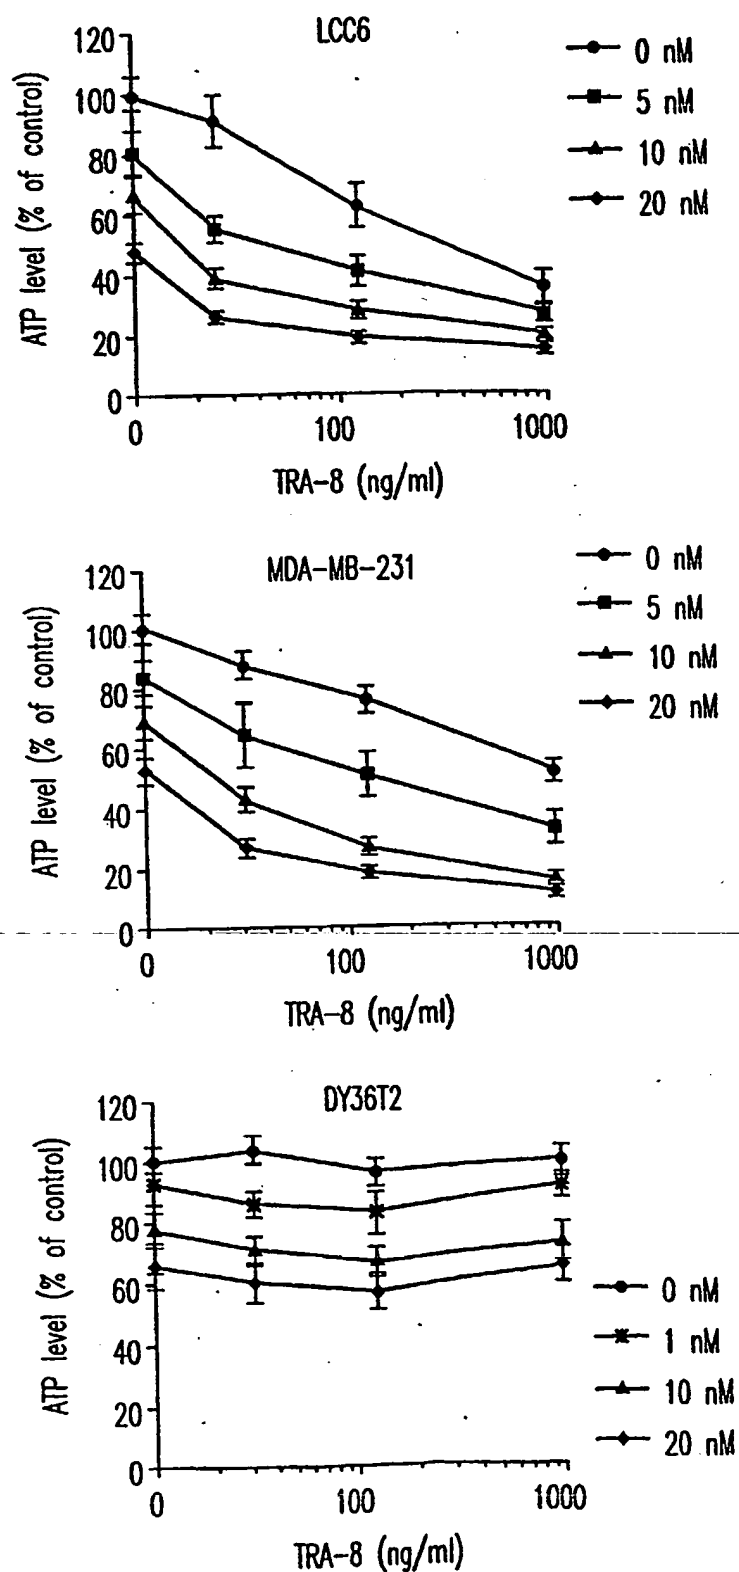 LCC6
120
100
80
60
40
20
0
ATP level (% of control)
0
100
1000
TRA-8 (ng/ml)
0 nM
5 nM
10 nM
20 nM
MDA-MB-231
120
100
80
60
40
20
0
ATP level (% of control)
0
100
1000
TRA-8 (ng/ml)
0 nM
5 nM
10 nM
20 nM
DY36T2
120
100
80
60
40
20
0
ATP level (% of control)
0
100
1000
TRA-8 (ng/ml)
0 nM
1 nM
10 nM
20 nM